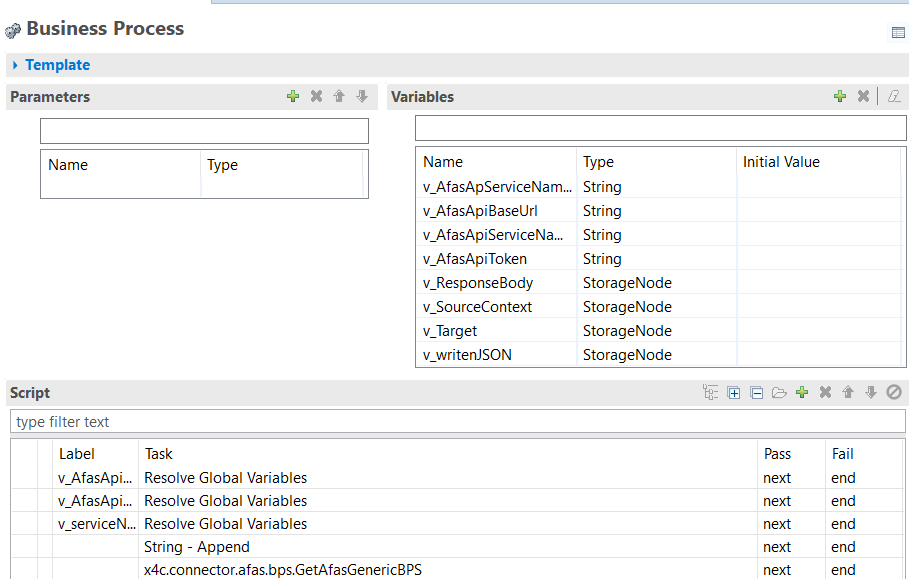 Business Process
Template
Parameters
Name Type
Variables
Name Type Initial Value
v_AfasApServiceNam... String
v_AfasApiBaseUrl String
v_AfasApiServiceNa... String
v_AfasApiToken String
v_ResponseBody StorageNode
v_SourceContext StorageNode
v_Target StorageNode
v_writenJSON StorageNode
Script
type filter text
Label Task Pass Fail
v_AfasApi... Resolve Global Variables next end
v_AfasApi... Resolve Global Variables next end
v_serviceN... Resolve Global Variables next end
String - Append next end
x4c.connector.afas.bps.GetAfasGenericBPS next end